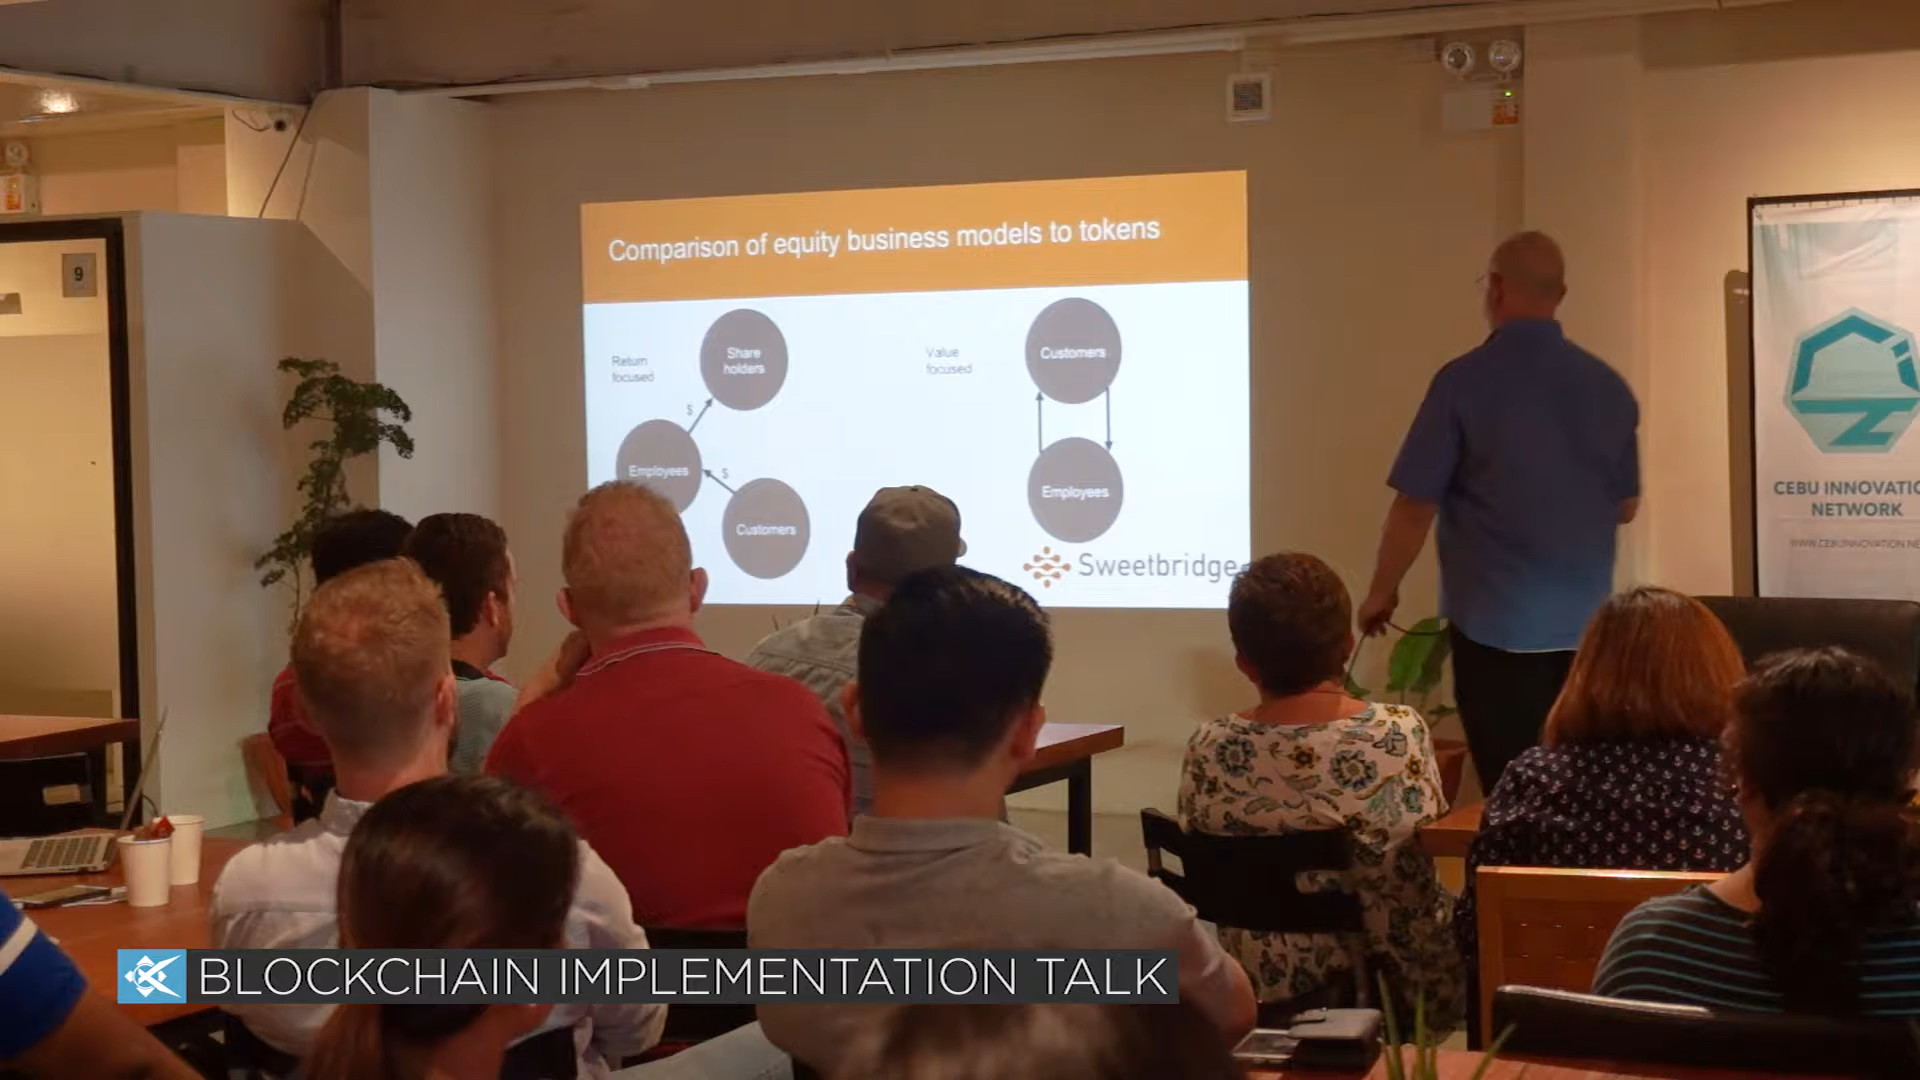 9
Comparison of equity business models to tokens
Return
focused
Share
holders
$
Employees
$
Customers
Value
focused
Customers
Employees
Sweetbridge
CEBU INNOVATIO
NETWORK
BLOCKCHAIN IMPLEMENTATION TALK